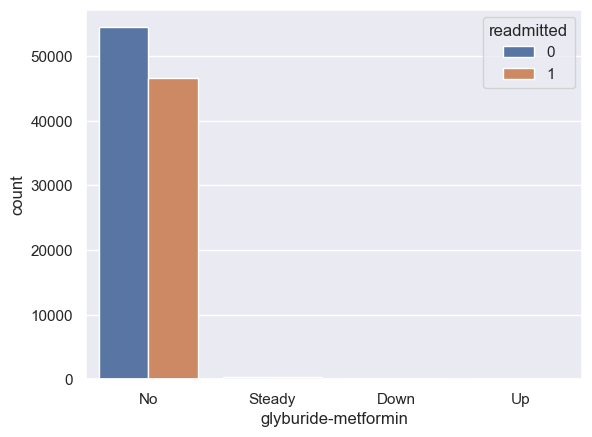 readmitted
0
1
50000
40000
30000
20000
10000
0
count
No Steady Down Up
glyburide-metformin